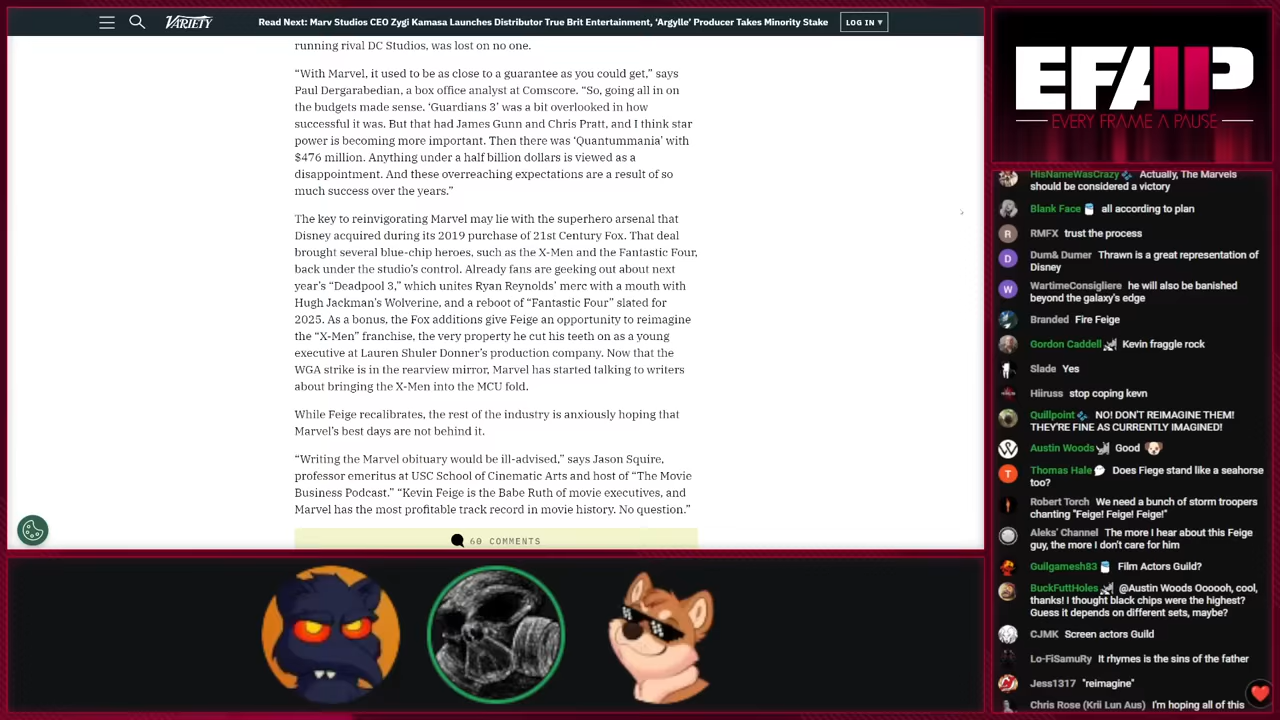 VARIETY
Read Next: Marv Studios CEO Zygi Kamasa Launches Distributor True Brit Entertainment, ‘Argylle’ Producer Takes Minority Stake
LOG IN ▾
running rival DC Studios, was lost on no one.
“With Marvel, it used to be as close to a guarantee as you could get,” says
Paul Dergarabedian, a box office analyst at Comscore. “So, going all in on
the budgets made sense. ‘Guardians 3’ was a bit overlooked in how
successful it was. But that had James Gunn and Chris Pratt, and I think star
power is becoming more important. Then there was ‘Quantummania’ with
$476 million. Anything under a half billion dollars is viewed as a
disappointment. And these overreaching expectations are a result of so
much success over the years.”
The key to reinvigorating Marvel may lie with the superhero arsenal that
Disney acquired during its 2019 purchase of 21st Century Fox. That deal
brought several blue-chip heroes, such as the X-Men and the Fantastic Four,
back under the studio’s control. Already fans are geeking out about next
year’s “Deadpool 3,” which unites Ryan Reynolds’ merc with a mouth with
Hugh Jackman’s Wolverine, and a reboot of “Fantastic Four” slated for
2025. As a bonus, the Fox additions give Feige an opportunity to reimagine
the “X-Men” franchise, the very property he cut his teeth on as a young
executive at Lauren Shuler Donner’s production company. Now that the
WGA strike is in the rearview mirror, Marvel has started talking to writers
about bringing the X-Men into the MCU fold.
While Feige recalibrates, the rest of the industry is anxiously hoping that
Marvel’s best days are not behind it.
“Writing the Marvel obituary would be ill-advised,” says Jason Squire,
professor emeritus at USC School of Cinematic Arts and host of “The Movie
Business Podcast.” “Kevin Feige is the Babe Ruth of movie executives, and
Marvel has the most profitable track record in movie history. No question.”
60 COMMENTS
EFAP
EVERY FRAME A PAUSE
HisNameWasCrazy Actually, The Marvels
should be considered a victory
Blank Face all according to plan
RMFX trust the process
Dum& Dumer Thrawn is a great representation of
Disney
WartimeConsigliere he will also be banished
beyond the galaxy's edge
Branded Fire Feige
Gordon Caddell Kevin fraggle rock
Slade Yes
Hiiruss stop coping kevn
Quillpoint NO! DON'T REIMAGINE THEM!
THEY'RE FINE AS CURRENTLY IMAGINED!
Austin Woods Good
Thomas Hale Does Fiege stand like a seahorse
too?
Robert Torch We need a bunch of storm troopers
chanting "Feige! Feige! Feige!"
Aleks' Channel The more I hear about this Feige
guy, the more I don't care for him
Guilgamesh83 Film Actors Guild?
BuckFuttHoles @Austin Woods Oooooh, cool,
thanks! I thought black chips were the highest?
Guess it depends on different sets, maybe?
CJMK Screen actors Guild
Lo-FiSamuRy It rhymes is the sins of the father
Jess1317 "reimagine"
Chris Rose (Krii Lun Aus) I'm hoping all of this